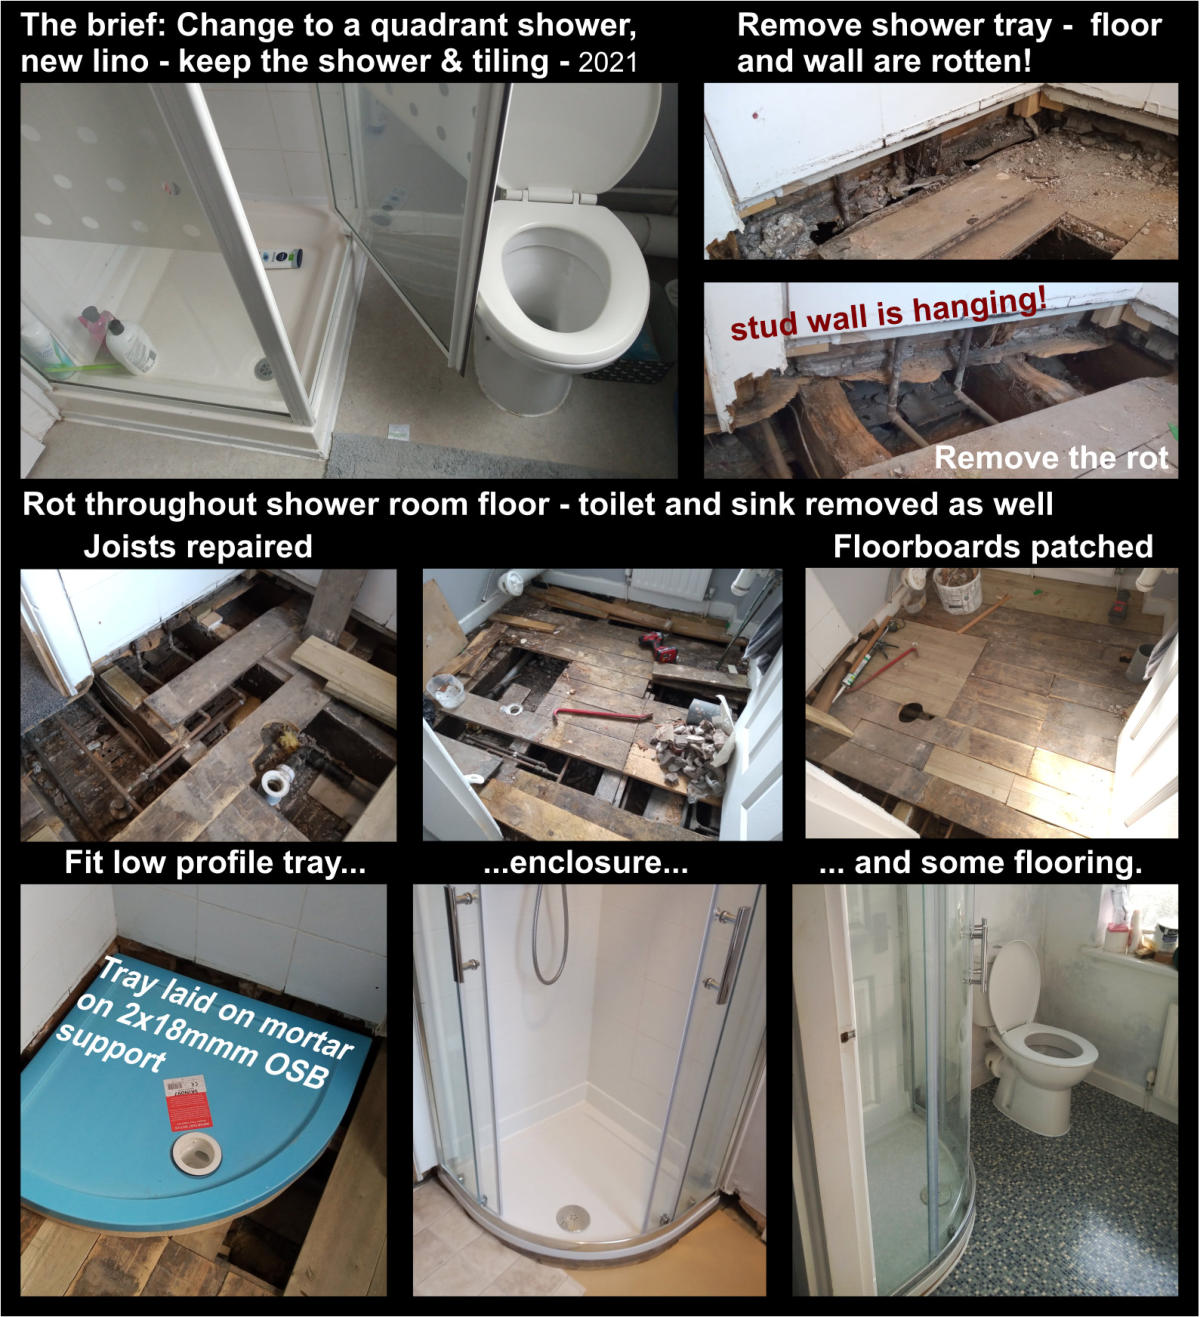 The brief: Change to a quadrant shower,
new lino - keep the shower & tiling - 2021
Remove shower tray -  floor
and wall are rotten!
stud wall is hanging!
Remove the rot
Rot throughout shower room floor - toilet and sink removed as well
Joists repaired
Floorboards patched
Fit low profile tray...
...enclosure...
... and some flooring.
Tray laid on mortar
on 2x18mmm OSB
support